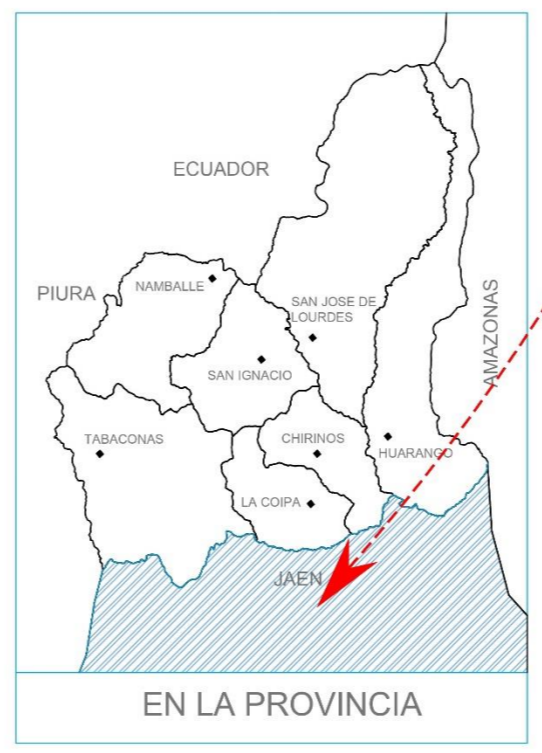 ECUADOR
PIURA
NAMBALLE
SAN JOSE DE
LOURDES
AMAZONAS
SAN IGNACIO
TABACONAS
CHIRINOS
HUARANGO
LA COIPA
JAEN
EN LA PROVINCIA